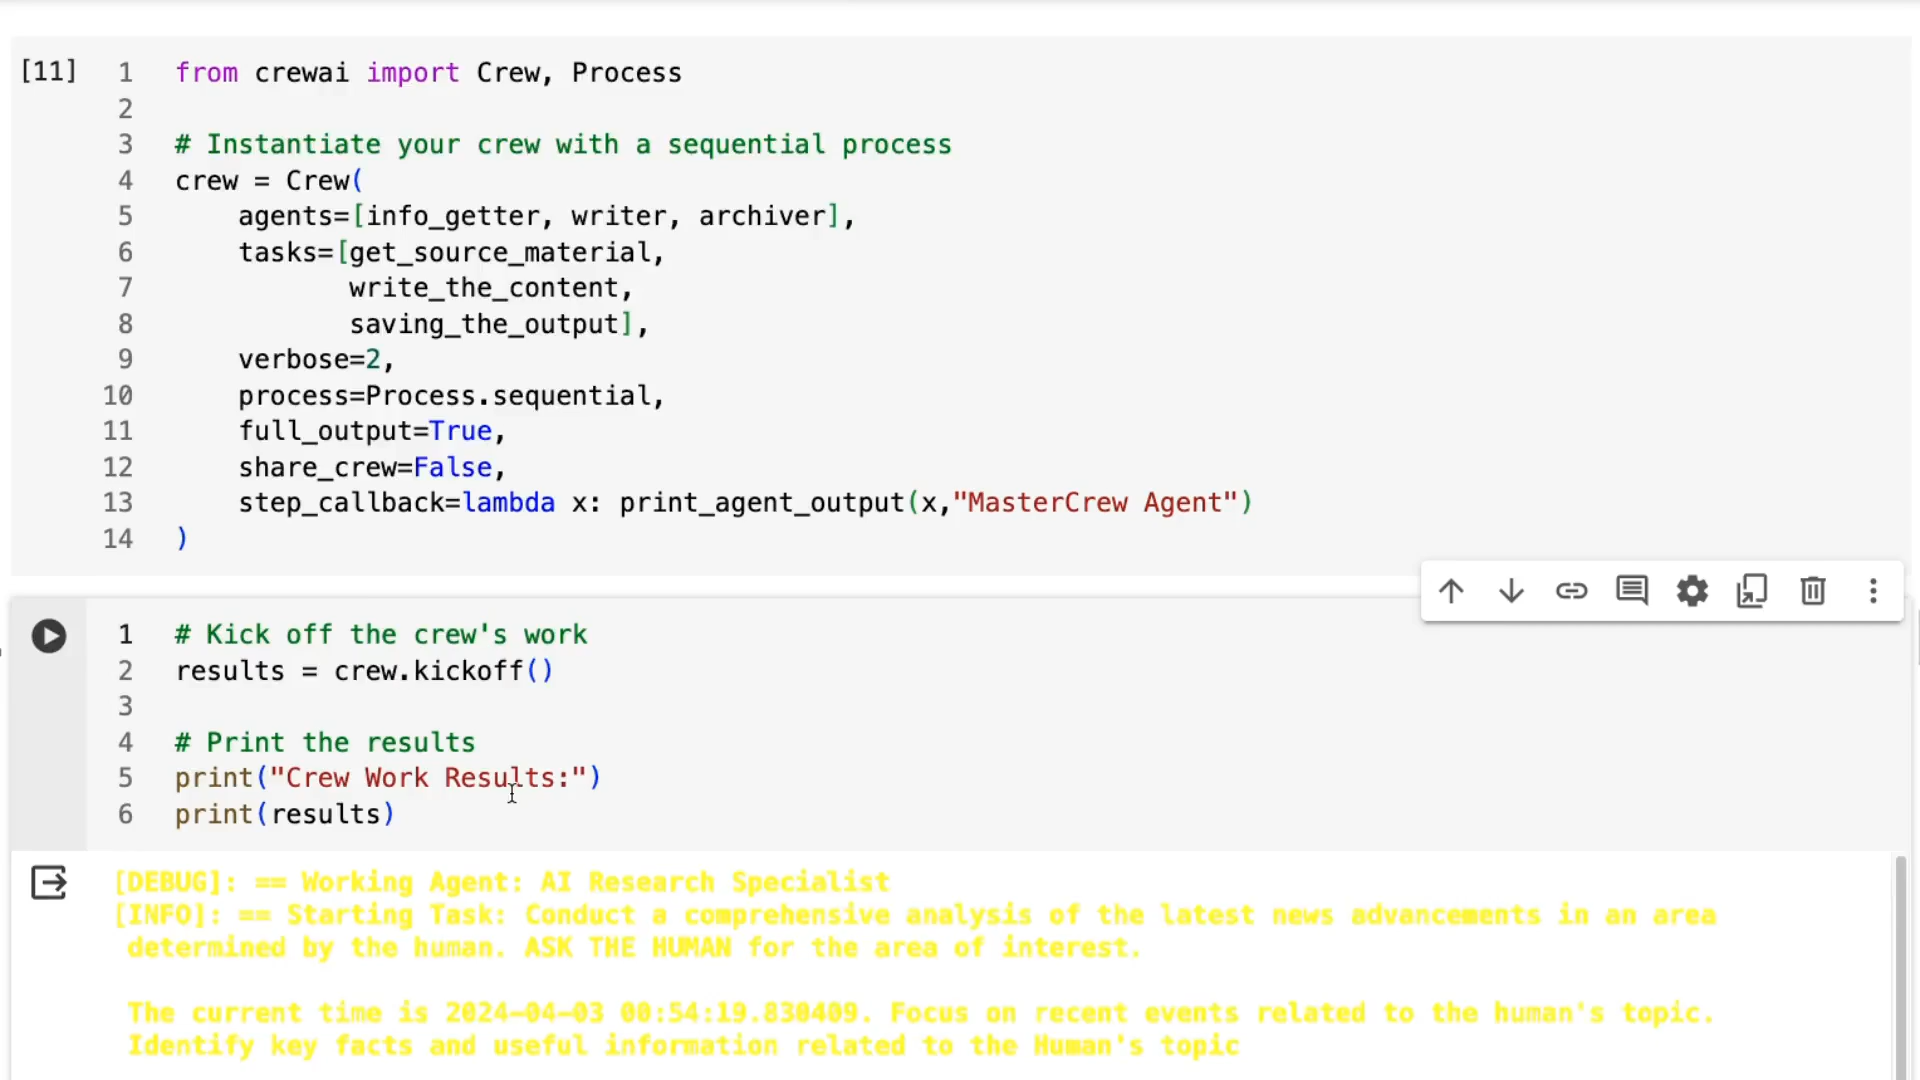 [11] 1 from crewai import Crew, Process
2
3 # Instantiate your crew with a sequential process
4 crew = Crew(
5     agents=[info_getter, writer, archiver],
6     tasks=[get_source_material,
7            write_the_content,
8            saving_the_output],
9     verbose=2,
10     process=Process.sequential,
11     full_output=True,
12     share_crew=False,
13     step_callback=lambda x: print_agent_output(x,"MasterCrew Agent")
14 )
1 # Kick off the crew's work
2 results = crew.kickoff()
3
4 # Print the results
5 print("Crew Work Results:")
6 print(results)
[DEBUG]: == Working Agent: AI Research Specialist
[INFO]: == Starting Task: Conduct a comprehensive analysis of the latest news advancements in an area
determined by the human. ASK THE HUMAN for the area of interest.
The current time is 2024-04-03 00:54:19.830409. Focus on recent events related to the human's topic.
Identify key facts and useful information related to the Human's topic